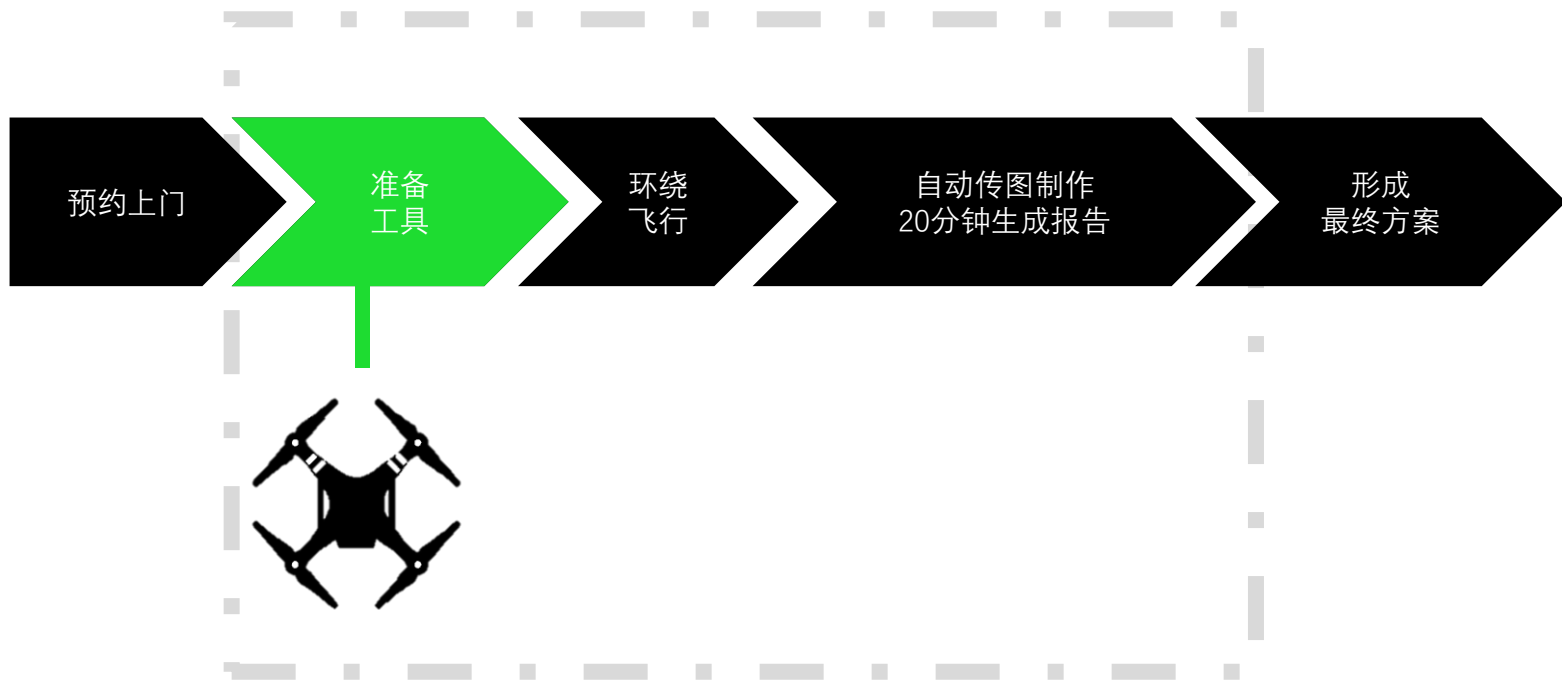 预约上门
准备
工具
环绕
飞行
自动传图制作
20分钟生成报告
形成
最终方案